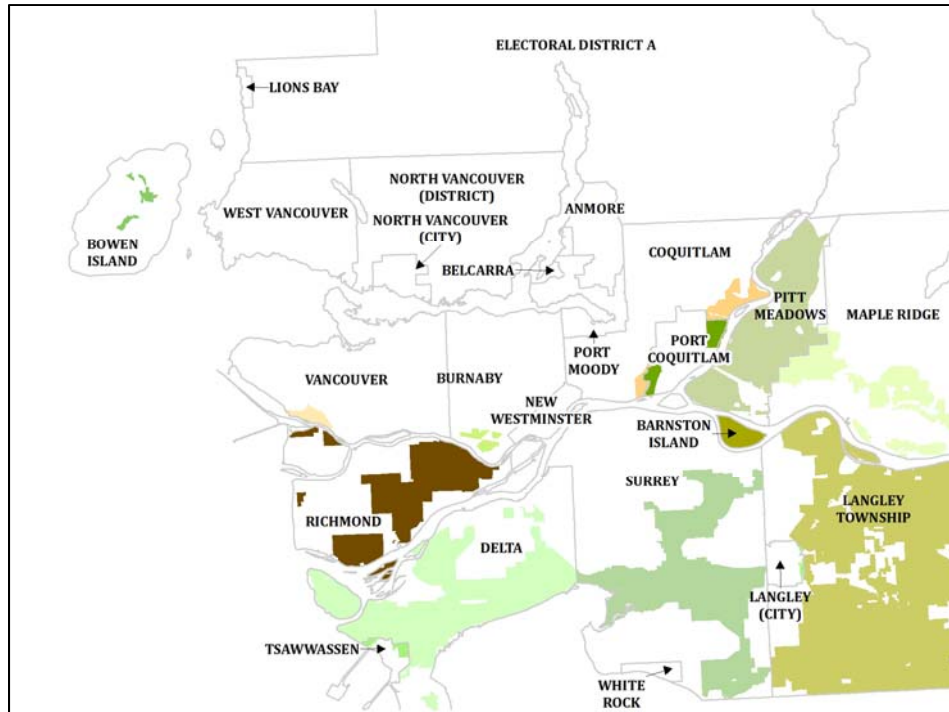 ELECTORAL DISTRICT A
LIONS BAY
NORTH VANCOUVER
(DISTRICT)
WEST VANCOUVER
ANMORE
NORTH VANCOUVER
(CITY)
BOWEN
ISLAND
COQUITLAM
BELCARRA
PITT
MEADOWS
MAPLE RIDGE
PORT
COQUITLAM
PORT
MOODY
VANCOUVER
BURNABY
NEW
WESTMINSTER
BARNSTON
ISLAND
SURREY
LANGLEY
TOWNSHIP
RICHMOND
DELTA
LANGLEY
(CITY)
TSAWWASSEN
WHITE
ROCK